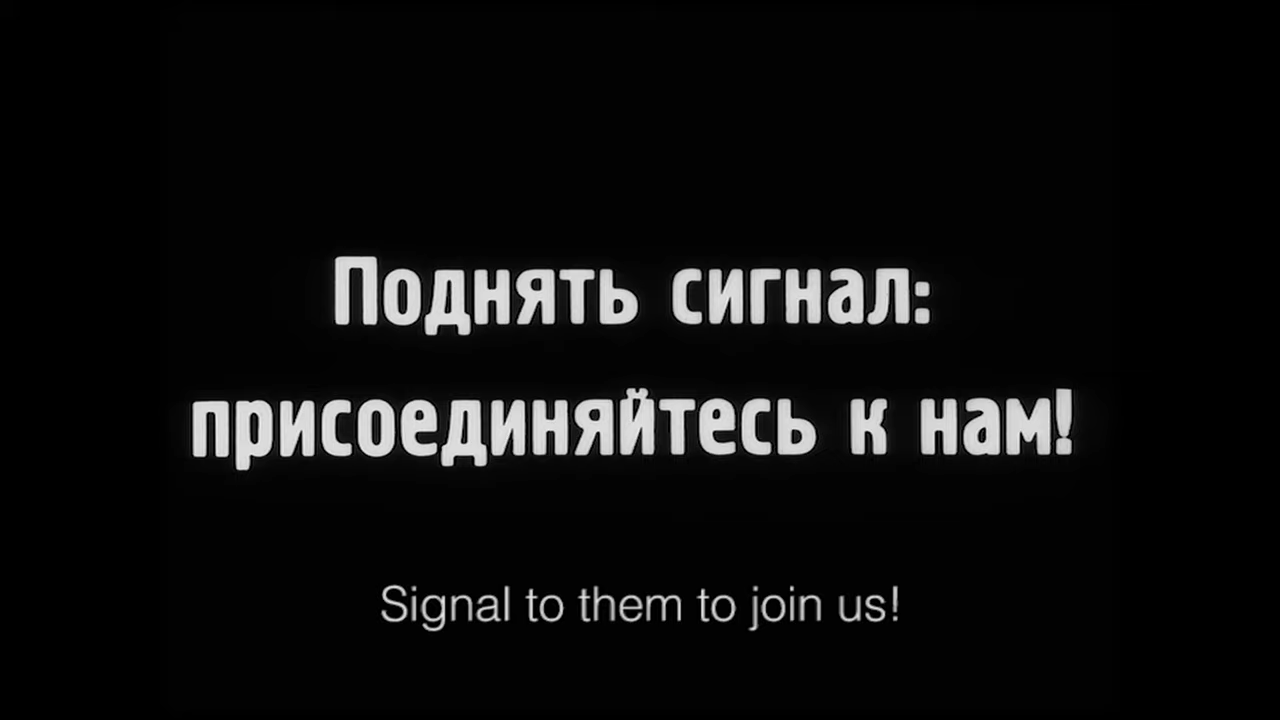 Поднять сигнал:
присоединяйтесь к нам!
Signal to them to join us!